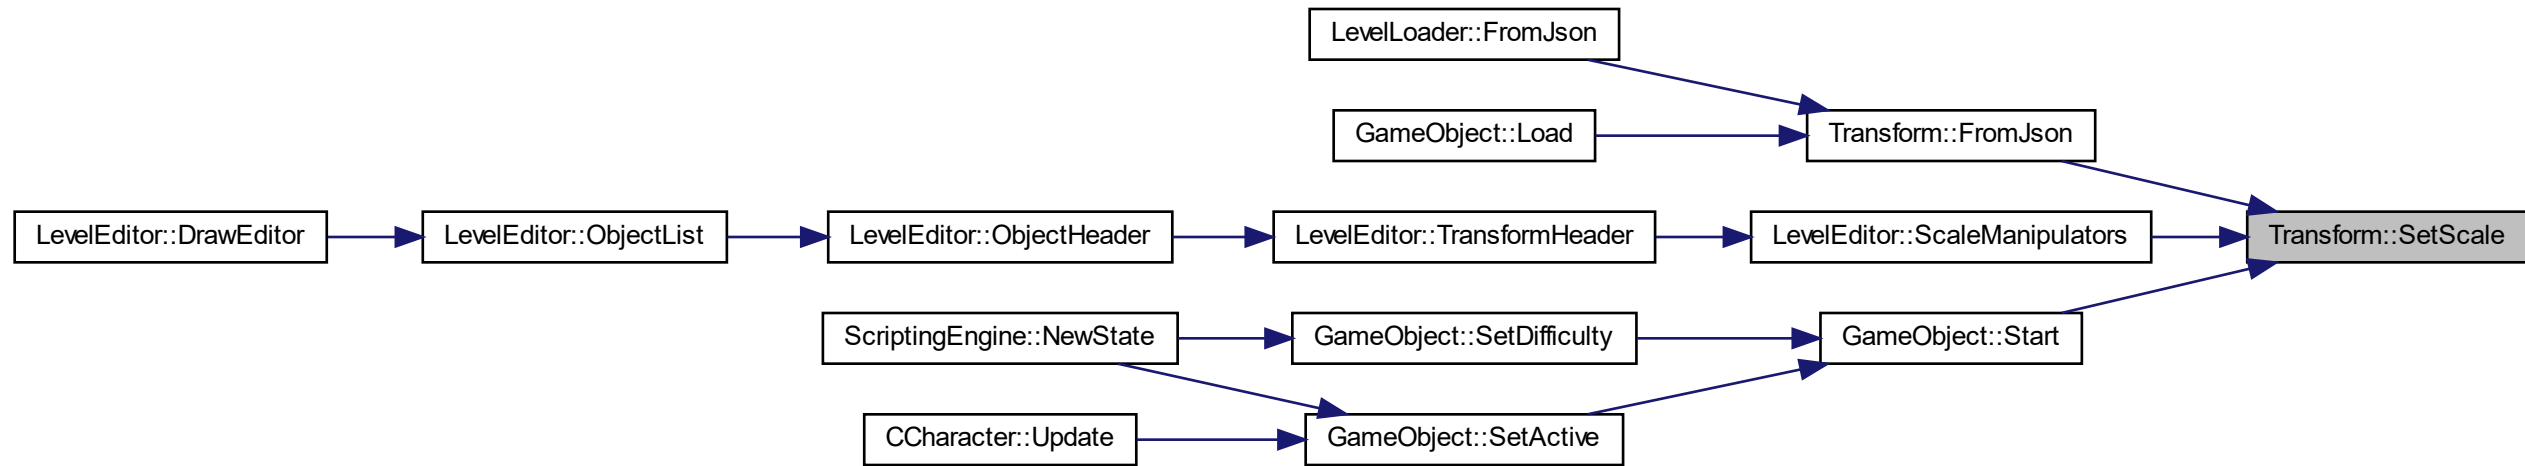 LevelLoader::FromJson
GameObject::Load
Transform::FromJson
LevelEditor::DrawEditor
LevelEditor::ObjectList
LevelEditor::ObjectHeader
LevelEditor::TransformHeader
LevelEditor::ScaleManipulators
Transform::SetScale
ScriptingEngine::NewState
GameObject::SetDifficulty
GameObject::Start
CCharacter::Update
GameObject::SetActive